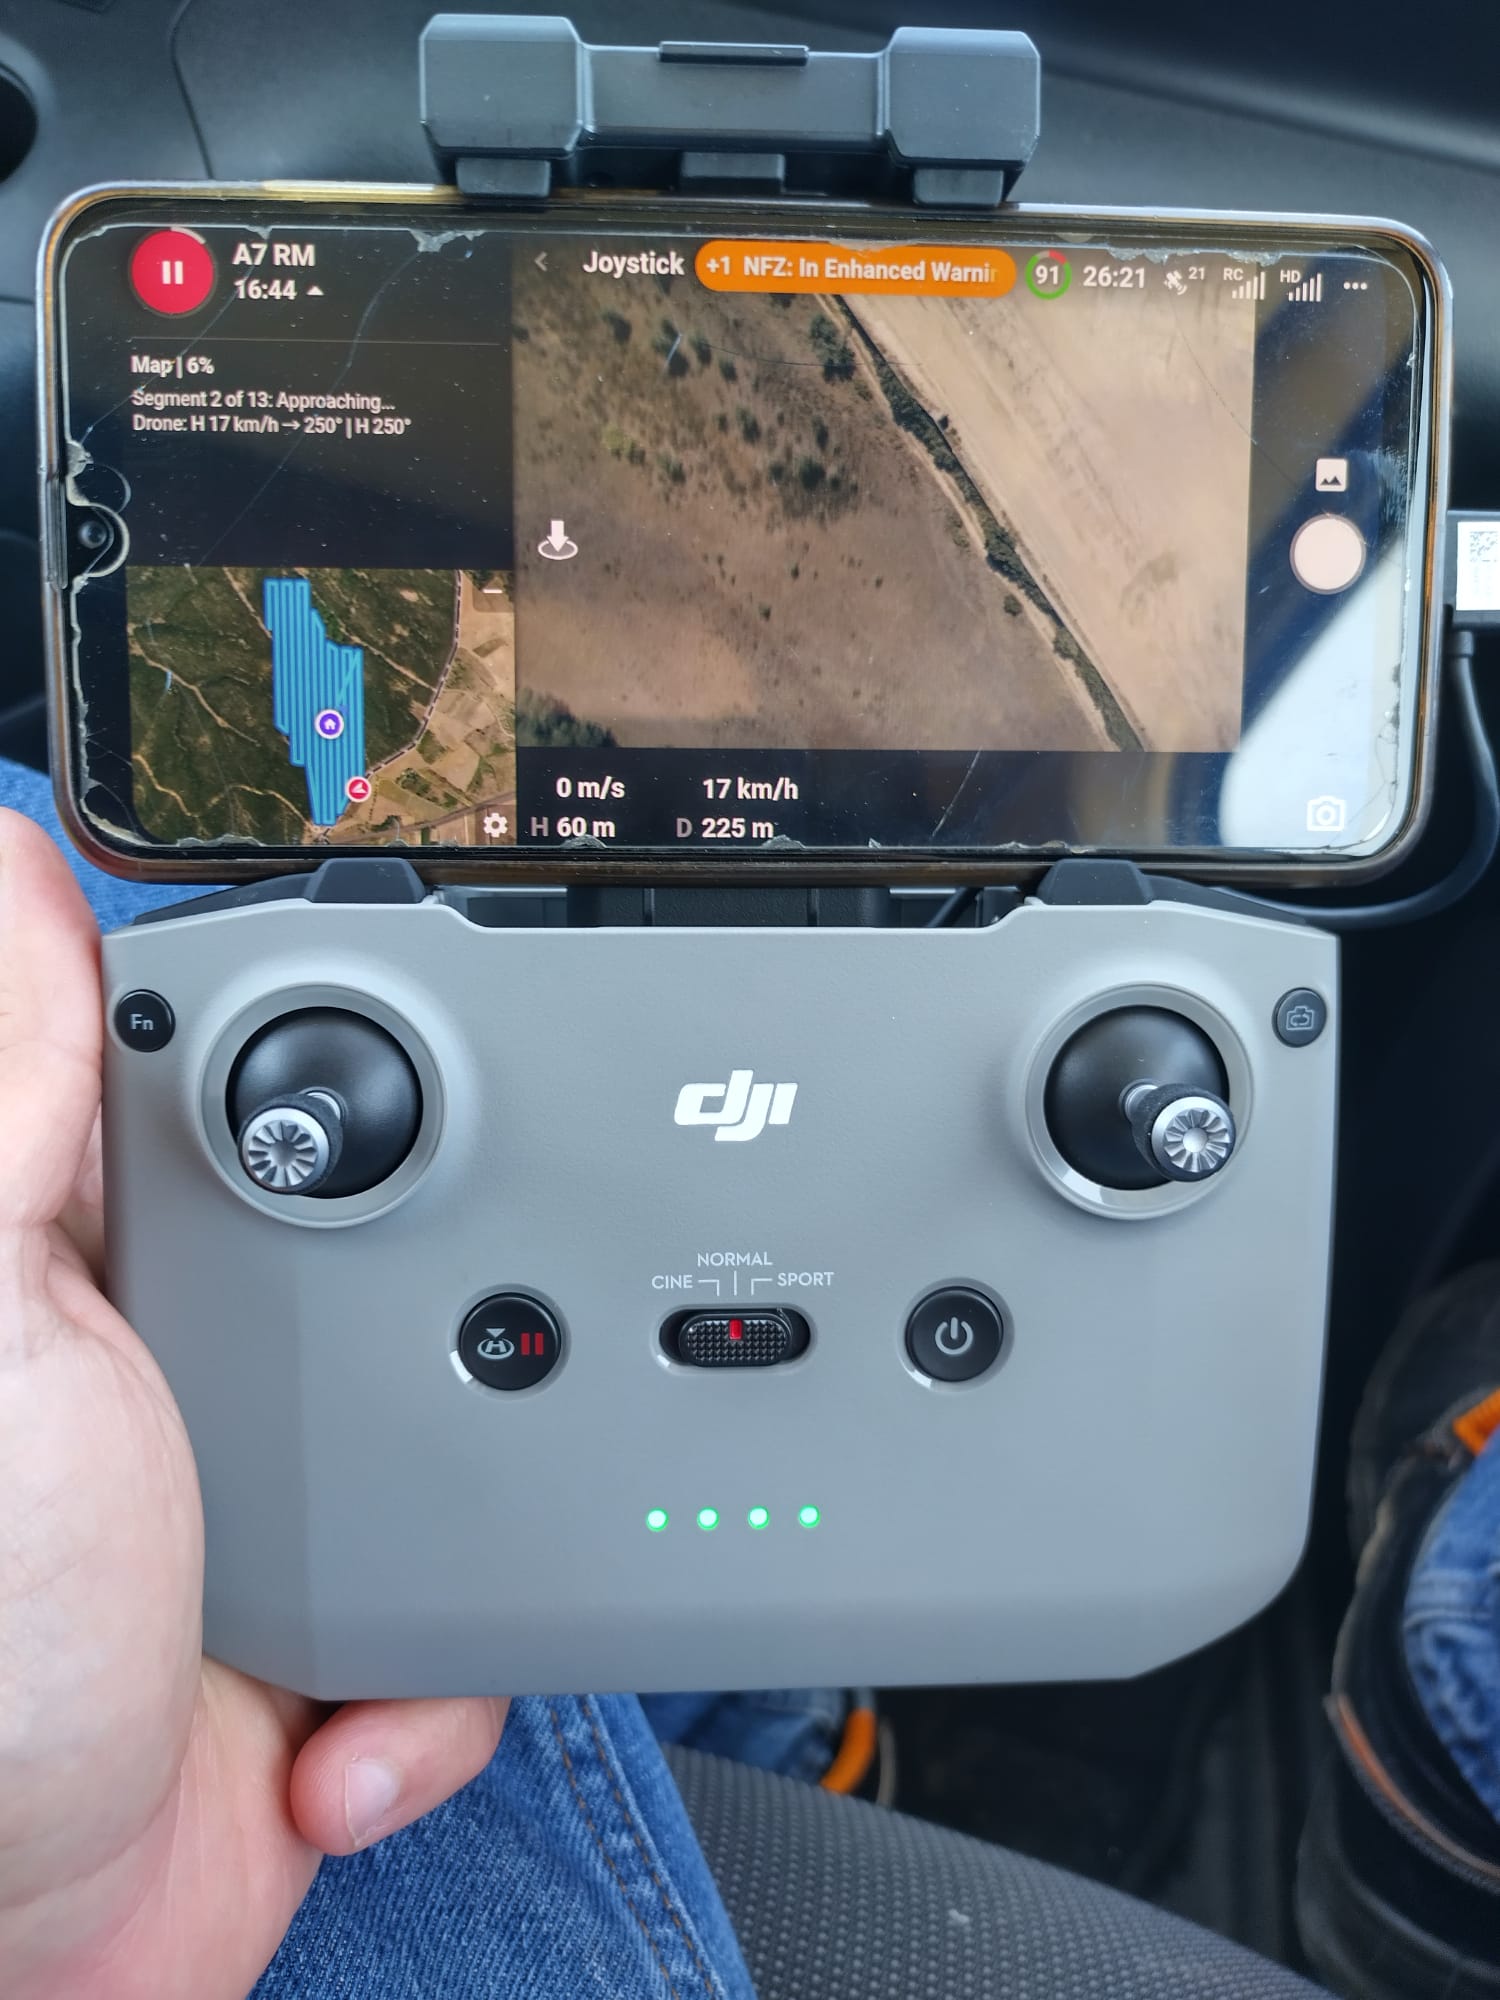 A7 RM
16:44
Map | 6%
Segment 2 of 13: Approaching...
Drone: H 17 km/h → 250° | H 250°
Joystick
+1 NFZ: In Enhanced Warni
91
26:21
21
RC
HD
0 m/s
17 km/h
H 60 m
D 225 m
Fn
dji
NORMAL
CINE
SPORT
H